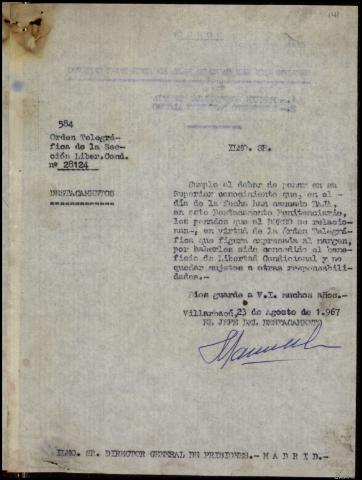 141
584
Orden Telegrá-
fica de la Sec-
ción Liber.Cond.
nº 28124
ILMO. SR.
DESTACAMENTOS
Cumplo el deber de poner en su
Superior conocimiento que, en el
día de la fecha han causado BAJA,
en este Destacamento Penitenciario,
los penados que al DORSO se relacio-
nan-, en virtud de la Órden Telegrá-
fica que figura expresada al margen,
por haberles sido concedido el bene-
ficio de Libertad Condicional y no
quedar sujetos a otras responsabili-
dades.-
Dios guarde a V.I. muchos años.-
Villarbacú, 23 de Agosto de 1.967
EL JEFE DEL DESTACAMENTO
ILMO. SR. DIRECTOR GENERAL DE PRISIONES.- M A D R I D.-